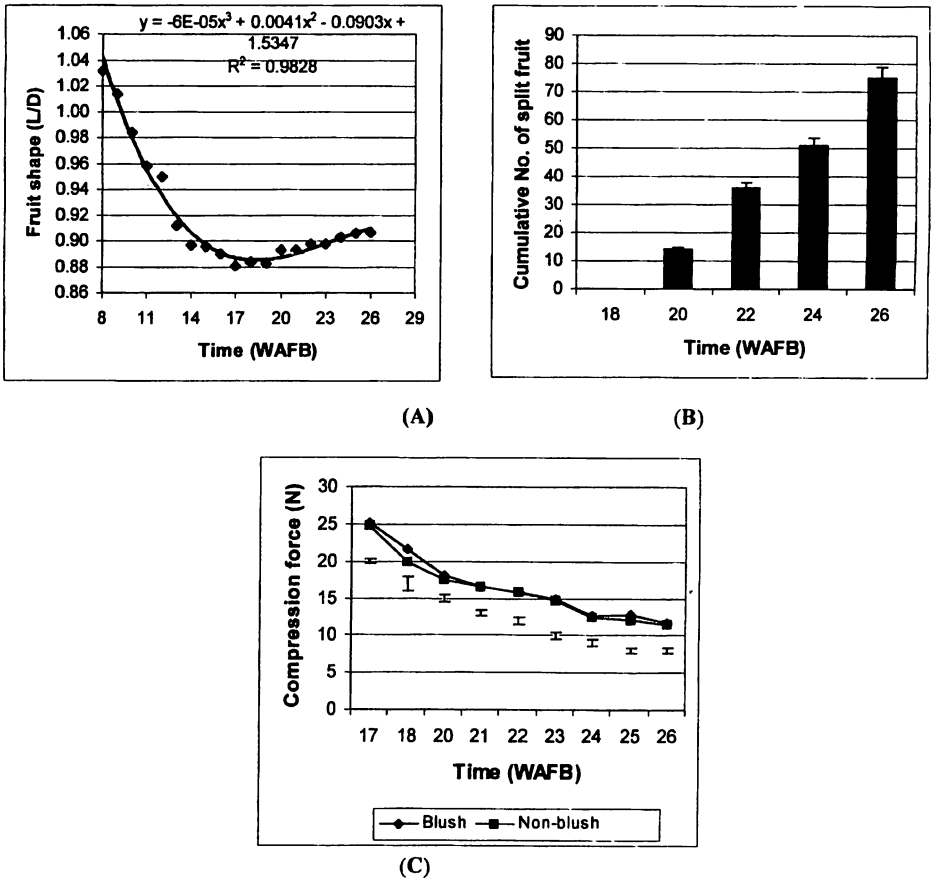 y = -6E-05x³ + 0.0041x² - 0.0903x +
1.5347
R² = 0.9828
Fruit shape (L/D)
1.06
1.04
1.02
1.00
0.98
0.96
0.94
0.92
0.90
0.88
0.86
8 11 14 17 20 23 26 29
Time (WAFB)
(A)
Cumulative No. of split fruit
90
80
70
60
50
40
30
20
10
0
18 20 22 24 26
Time (WAFB)
(B)
Compression force (N)
30
25
20
15
10
5
0
17 18 20 21 22 23 24 25 26
Time (WAFB)
Blush Non-blush
(C)